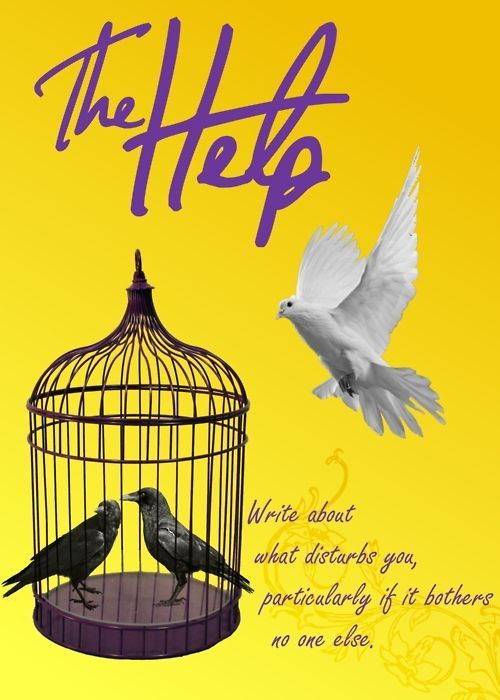 The
Help
Write about
what disturbs you,
particularly if it bothers
no one else.